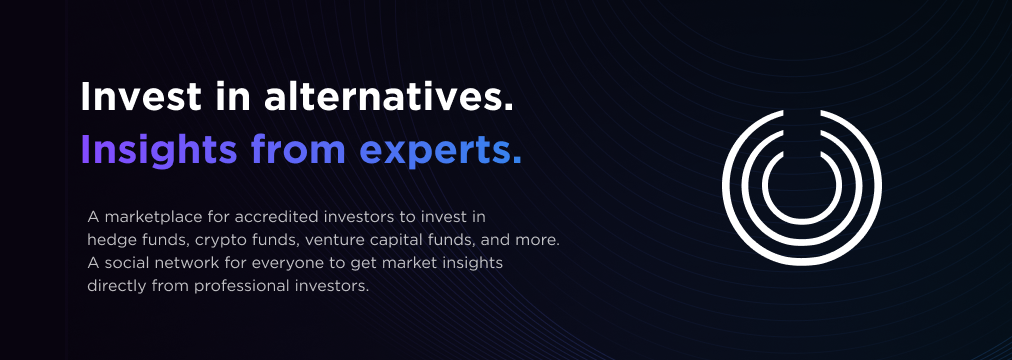 Invest in alternatives.
Insights from experts.
A marketplace for accredited investors to invest in
hedge funds, crypto funds, venture capital funds, and more.
A social network for everyone to get market insights
directly from professional investors.